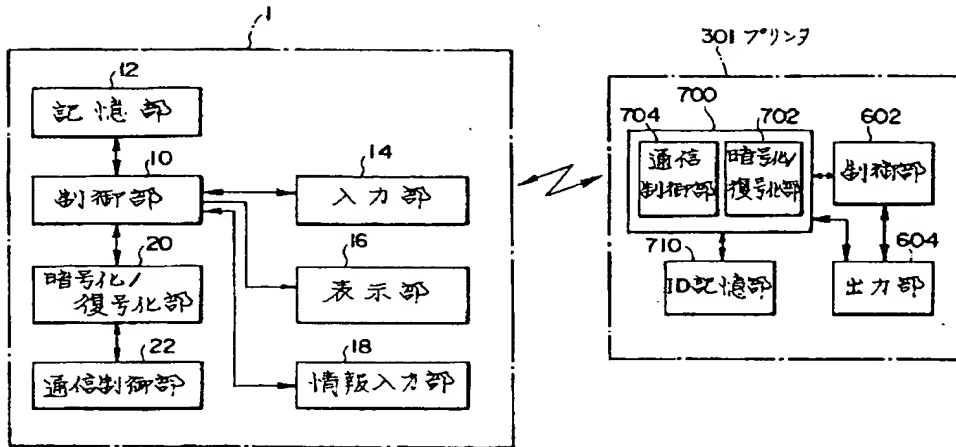 1
12
記憶部
10
制御部
20
暗号化/
復号化部
22
通信制御部
14
入力部
16
表示部
18
情報入力部
301 プリンタ
700
704
通信
制御部
702
暗号化/
復号化部
602
制御部
710
ID記憶部
604
出力部